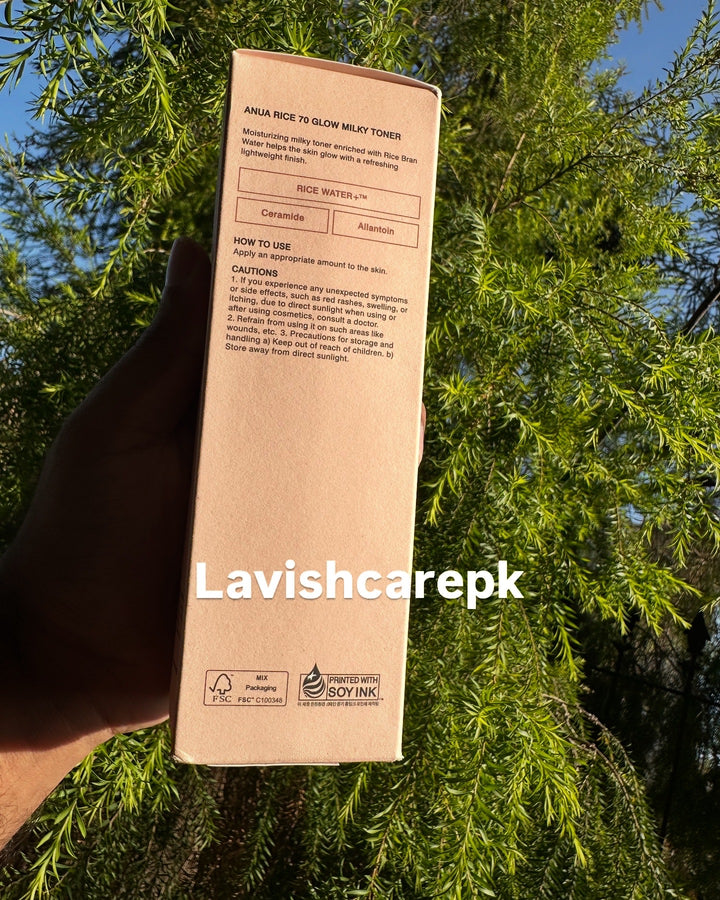 ANUA RICE 70 GLOW MILKY TONER
Moisturizing milky toner enriched with Rice Bran
Water helps the skin glow with a refreshing
lightweight finish.
RICE WATER+™
Ceramide
Allantoin
HOW TO USE
Apply an appropriate amount to the skin.
CAUTIONS
1. If you experience any unexpected symptoms
or side effects, such as red rashes, swelling, or
itching, due to direct sunlight when using or
after using cosmetics, consult a doctor.
2. Refrain from using it on such areas like
wounds, etc. 3. Precautions for storage and
handling a) Keep out of reach of children. b)
Store away from direct sunlight.
Lavishcarepk
MIX
Packaging
FSC
FSC™ C100346
PRINTED WITH
SOY INK™